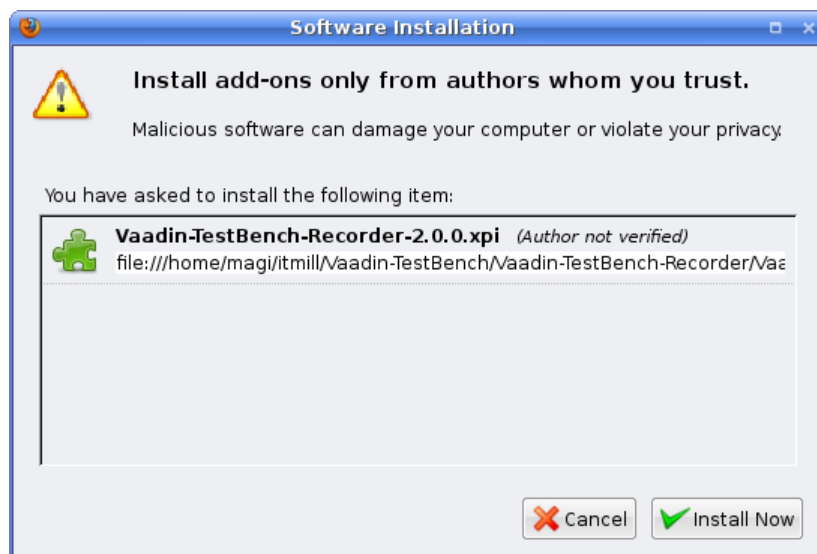 Software Installation
Install add-ons only from authors whom you trust.
Malicious software can damage your computer or violate your privacy.
You have asked to install the following item:
Vaadin-TestBench-Recorder-2.0.0.xpi (Author not verified)
file:///home/magi/itmill/Vaadin-TestBench/Vaadin-TestBench-Recorder/Vaa
Cancel
Install Now